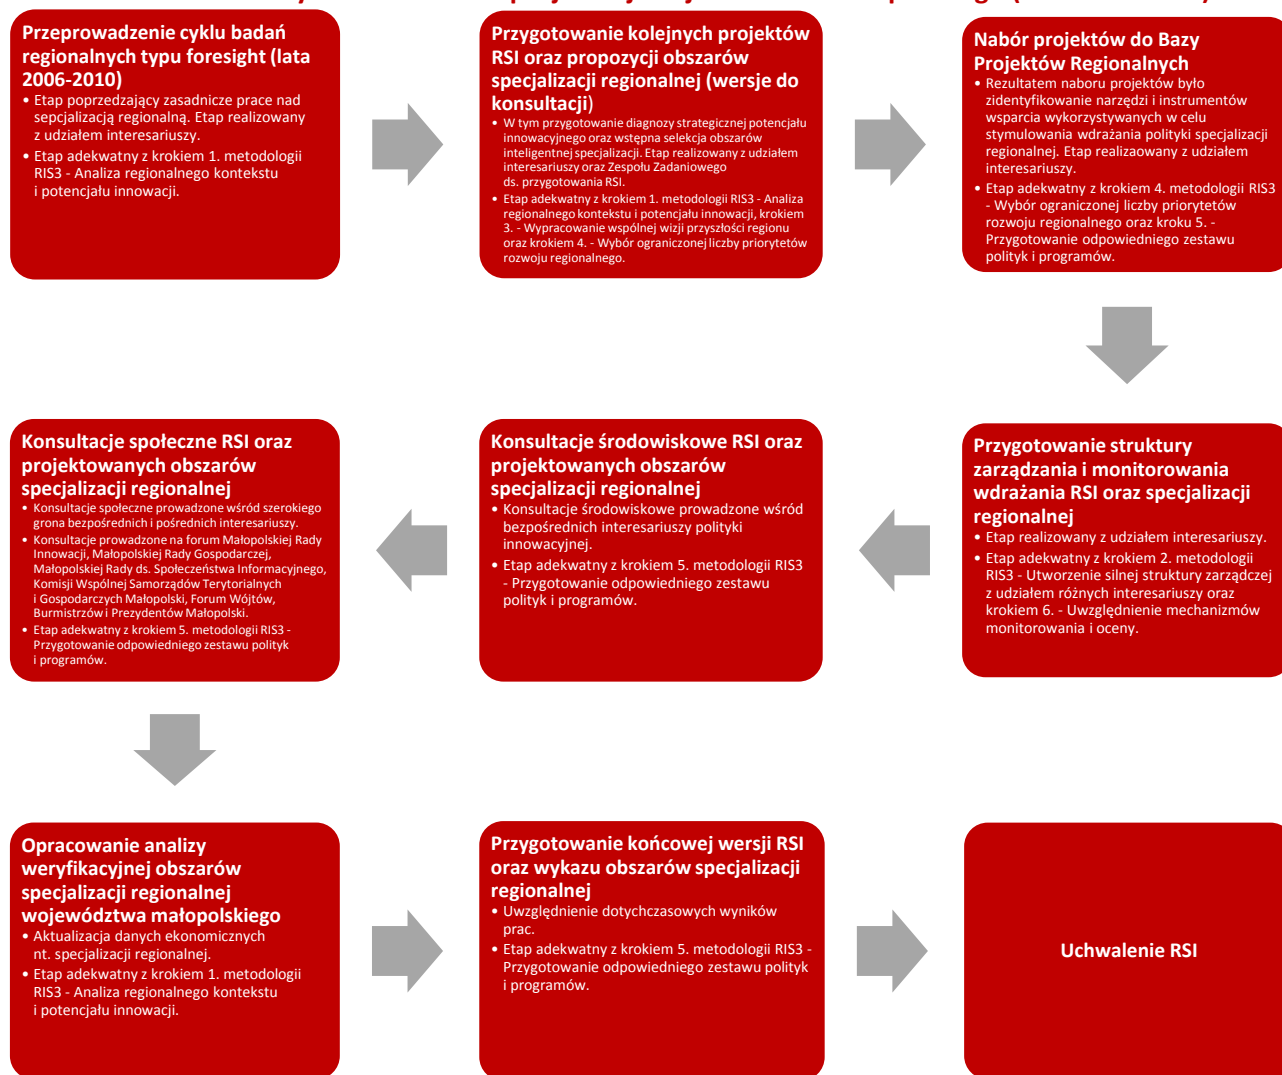 Przeprowadzenie cyklu badań
regionalnych typu foresight (lata
2006-2010)
• Etap poprzedzający zasadnicze prace nad
sepcjalizacją regionalną. Etap realizowany
z udziałem interesariuszy.
• Etap adekwatny z krokiem 1. metodologii
RIS3 - Analiza regionalnego kontekstu
i potencjału innowacji.
Przygotowanie kolejnych projektów
RSI oraz propozycji obszarów
specjalizacji regionalnej (wersje do
konsultacji)
• W tym przygotowanie diagnozy strategicznej potencjału
innowacyjnego oraz wstępna selekcja obszarów
inteligentnej specjalizacji. Etap realizowany z udziałem
interesariuszy oraz Zespołu Zadaniowego
ds. przygotowania RSI.
• Etap adekwatny z krokiem 1. metodologii RIS3 - Analiza
regionalnego kontekstu i potencjału innowacji, krokiem
3. - Wypracowanie wspólnej wizji przyszłości regionu
oraz krokiem 4. - Wybór ograniczonej liczby priorytetów
rozwoju regionalnego.
Nabór projektów do Bazy
Projektów Regionalnych
• Rezultatem naboru projektów było
zidentyfikowanie narzędzi i instrumentów
wsparcia wykorzystywanych w celu
stymulowania wdrażania polityki specjalizacji
regionalnej. Etap realizaowany z udziałem
interesariuszy.
• Etap adekwatny z krokiem 4. metodologii RIS3
- Wybór ograniczonej liczby priorytetów
rozwoju regionalnego oraz kroku 5. -
Przygotowanie odpowiedniego zestawu
polityk i programów.
Konsultacje społeczne RSI oraz
projektowanych obszarów
specjalizacji regionalnej
• Konsultacje społeczne prowadzone wśród szerokiego
grona bezpośrednich i pośrednich interesariuszy.
• Konsultacje prowadzone na forum Małopolskiej Rady
Innowacji, Małopolskiej Rady Gospodarczej,
Małopolskiej Rady ds. Społeczeństwa Informacyjnego,
Komisji Wspólnej Samorządów Terytorialnych
i Gospodarczych Małopolski, Forum Wójtów,
Burmistrzów i Prezydentów Małopolski.
• Etap adekwatny z krokiem 5. metodologii RIS3 -
Przygotowanie odpowiedniego zestawu polityk
i programów.
Konsultacje środowiskowe RSI oraz
projektowanych obszarów
specjalizacji regionalnej
• Konsultacje środowiskowe prowadzone wśród
bezpośrednich interesariuszy polityki
innowacyjnej.
• Etap adekwatny z krokiem 5. metodologii RIS3
- Przygotowanie odpowiedniego zestawu
polityk i programów.
Przygotowanie struktury
zarządzania i monitorowania
wdrażania RSI oraz specjalizacji
regionalnej
• Etap realizowany z udziałem interesariuszy.
• Etap adekwatny z krokiem 2. metodologii
RIS3 - Utworzenie silnej struktury zarządczej
z udziałem różnych interesariuszy oraz
krokiem 6. - Uwzględnienie mechanizmów
monitorowania i oceny.
Opracowanie analizy
weryfikacyjnej obszarów
specjalizacji regionalnej
województwa małopolskiego
• Aktualizacja danych ekonomicznych
nt. specjalizacji regionalnej.
• Etap adekwatny z krokiem 1. metodologii
RIS3 - Analiza regionalnego kontekstu
i potencjału innowacji.
Przygotowanie końcowej wersji RSI
oraz wykazu obszarów specjalizacji
regionalnej
• Uwzględnienie dotychczasowych wyników
prac.
• Etap adekwatny z krokiem 5. metodologii RIS3 -
Przygotowanie odpowiedniego zestawu polityk
i programów.
Uchwalenie RSI